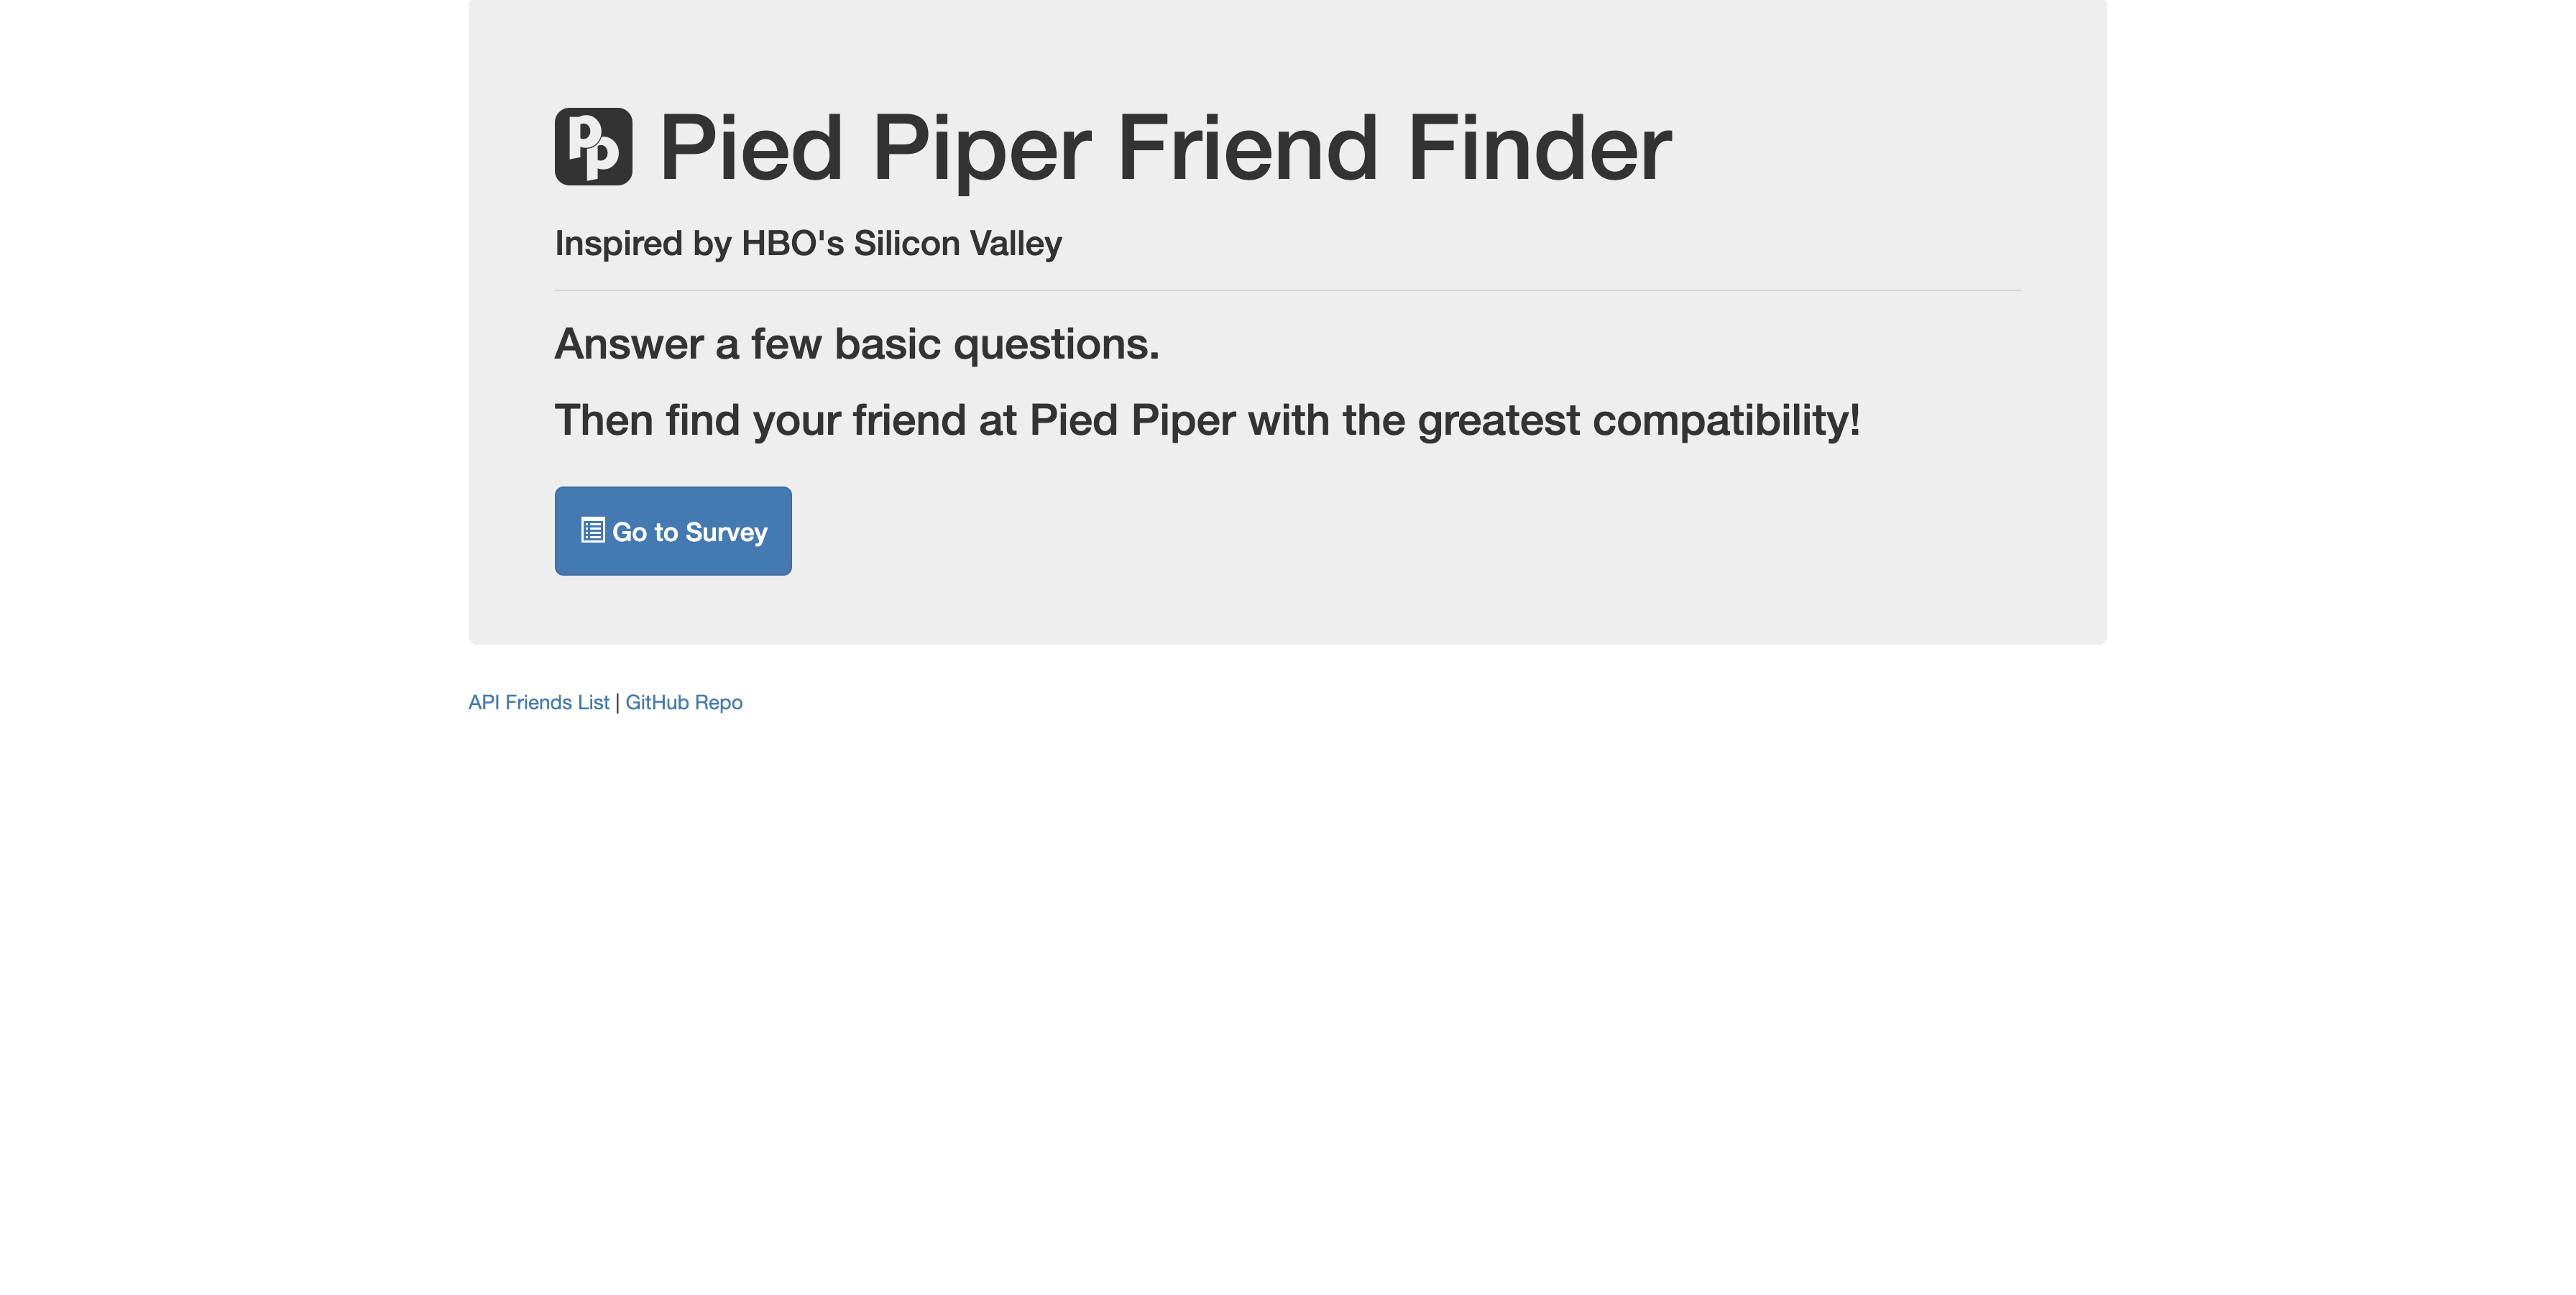 Pied Piper Friend Finder
Inspired by HBO's Silicon Valley
Answer a few basic questions.
Then find your friend at Pied Piper with the greatest compatibility!
Go to Survey
API Friends List | GitHub Repo